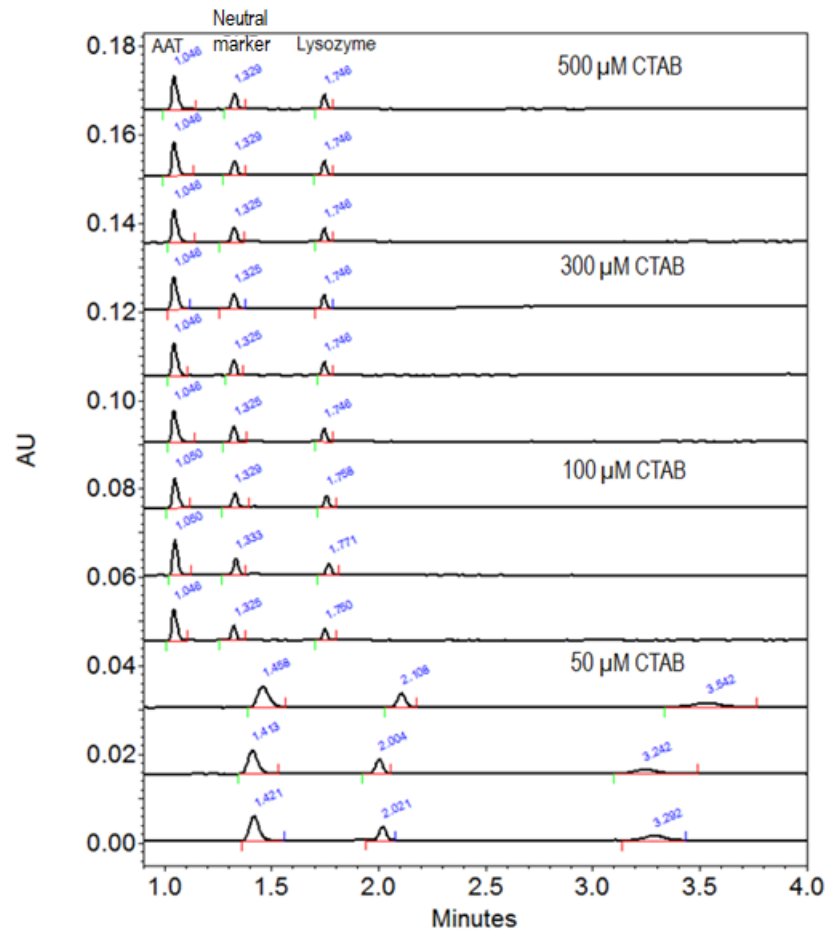 Neutral
AAT marker Lysozyme
0.18
1.046 1.329 1.746
500 µM CTAB
0.16
1.046 1.329 1.746
0.14
1.046 1.325 1.746
300 µM CTAB
0.12
1.046 1.325 1.746
1.046 1.325 1.746
0.10
1.046 1.325 1.746
100 µM CTAB
0.08
1.050 1.329 1.758
1.050 1.333 1.771
0.06
1.046 1.325 1.750
50 µM CTAB
0.04
1.458 2.108 3.542
0.02
1.413 2.004 3.242
0.00
1.421 2.021 3.292
AU
1.0 1.5 2.0 2.5 3.0 3.5 4.0
Minutes